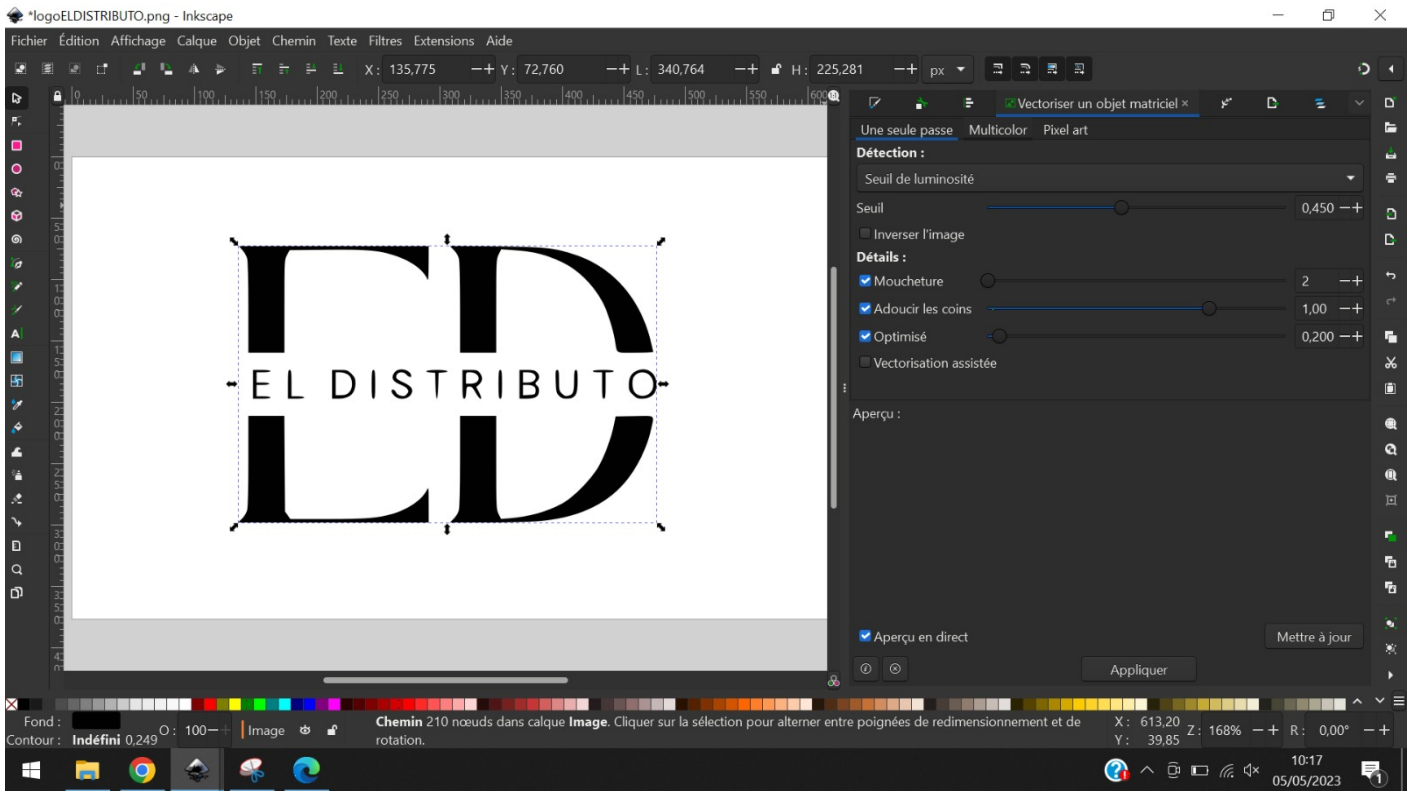 *logoELDISTRIBUTO.png - Inkscape
Fichier Édition Affichage Calque Objet Chemin Texte Filtres Extensions Aide
X : 135,775 Y : 72,760 L : 340,764 H : 225,281 px
Vectoriser un objet matriciel
Une seule passe Multicolor Pixel art
Détection :
Seuil de luminosité
Seuil 0,450
Inverser l'image
Détails :
Moucheture 2
Adoucir les coins 1,00
Optimisé 0,200
Vectorisation assistée
ED
EL DISTRIBUTO
Aperçu :
Aperçu en direct Mettre à jour
Appliquer
Fond :
Contour : Indéfini 0,249 O : 100 Image
Chemin 210 nœuds dans calque Image. Cliquer sur la sélection pour alterner entre poignées de redimensionnement et de
rotation.
X : 613,20
Y : 39,85
Z : 168% R : 0,00°
10:17
05/05/2023
1